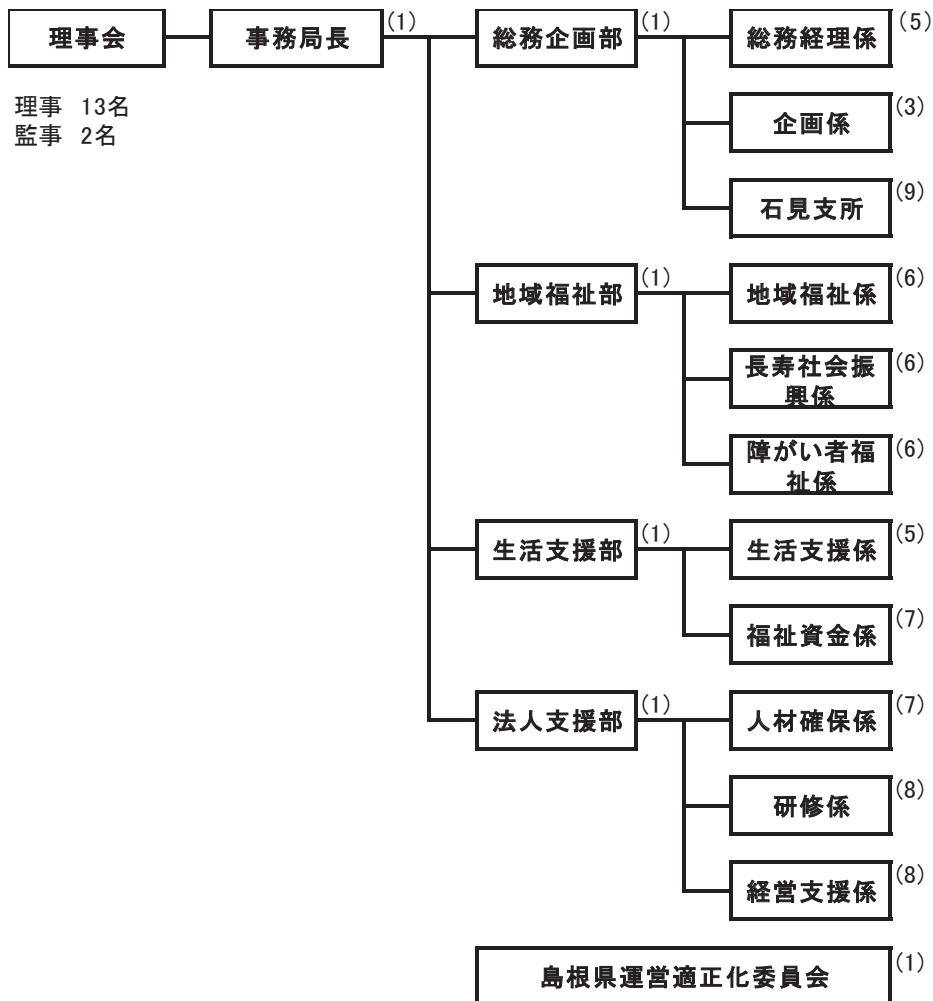 理事会
事務局長
(1)
総務企画部
(1)
総務経理係
(5)
理事 13名
監事 2名
企画係
(3)
石見支所
(9)
地域福祉部
(1)
地域福祉係
(6)
長寿社会振
興係
(6)
障がい者福
祉係
(6)
生活支援部
(1)
生活支援係
(5)
福祉資金係
(7)
法人支援部
(1)
人材確保係
(7)
研修係
(8)
経営支援係
(8)
島根県運営適正化委員会
(1)